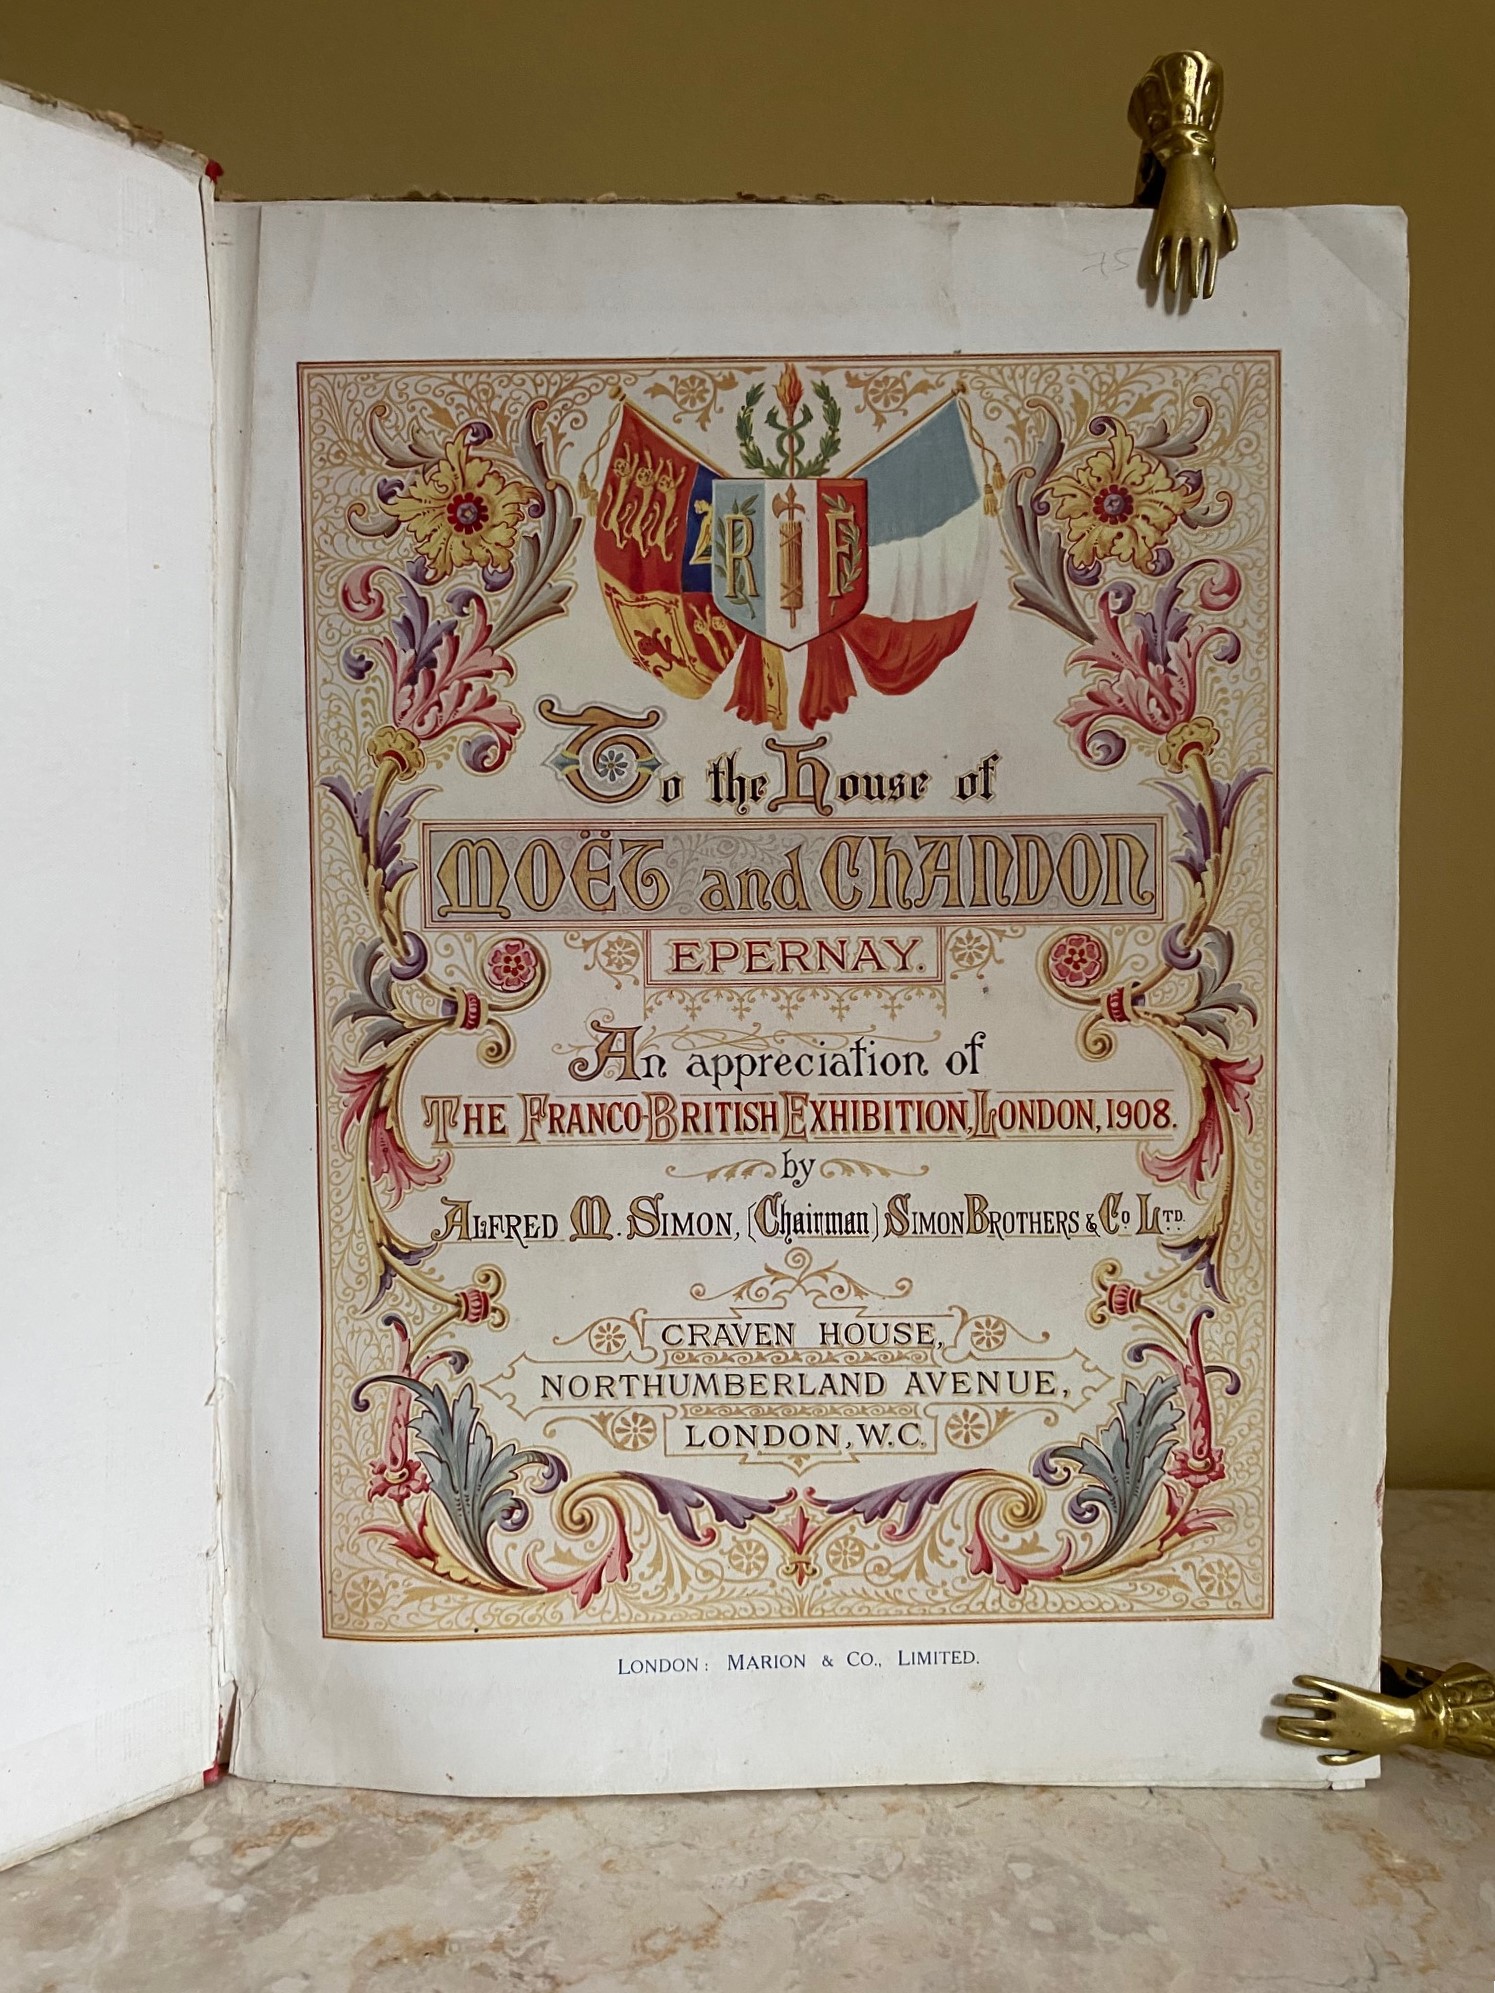 75
R F
To the House of
MOËT and CHANDON
EPERNAY.
An appreciation of
THE FRANCO-BRITISH EXHIBITION, LONDON, 1908.
by
ALFRED M. SIMON, (Chairman) SIMON BROTHERS & Co LTD.
CRAVEN HOUSE,
NORTHUMBERLAND AVENUE,
LONDON, W.C.
LONDON: MARION & CO., LIMITED.